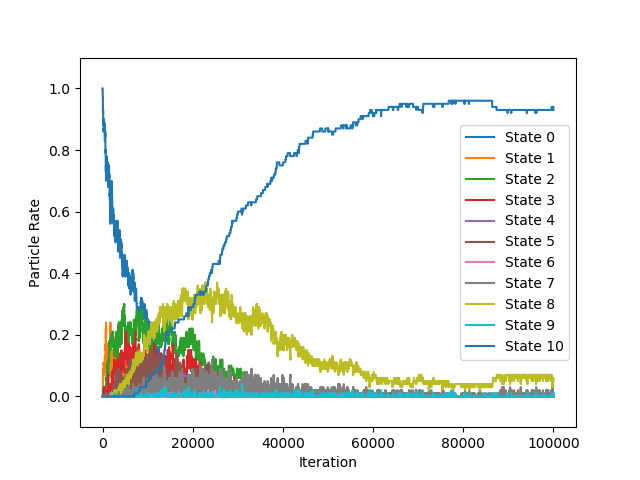 1.0
0.8
0.6
0.4
0.2
0.0
Particle Rate
State 0
State 1
State 2
State 3
State 4
State 5
State 6
State 7
State 8
State 9
State 10
0 20000 40000 60000 80000 100000
Iteration